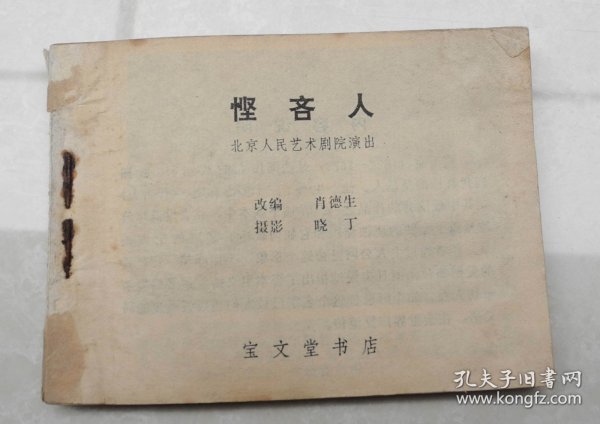 悭吝人
北京人民艺术剧院演出
改编 肖德生
摄影 晓丁
宝文堂书店
孔夫子旧书网
www.kongfz.com